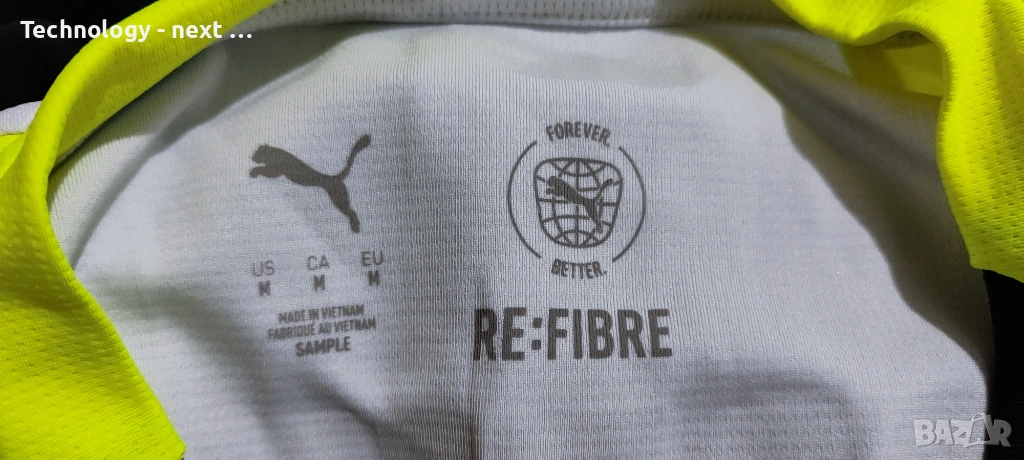 Technology - next ...
FOREVER.
BETTER.
US CA EU
M M M
MADE IN VIETNAM
FABRIQUÉ AU VIETNAM
SAMPLE
RE:FIBRE
BAZAR